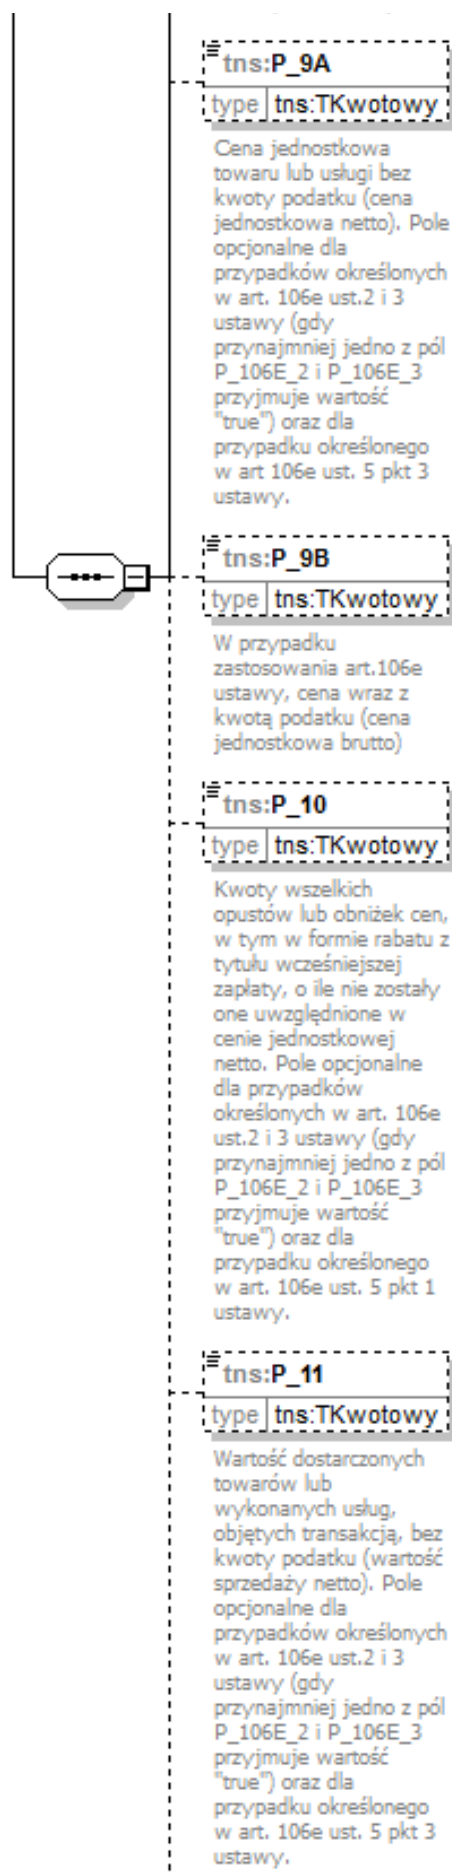 tns:P_9A
type tns:TKwotowy
Cena jednostkowa
towaru lub usługi bez
kwoty podatku (cena
jednostkowa netto). Pole
opcjonalne dla
przypadków określonych
w art. 106e ust.2 i 3
ustawy (gdy
przynajmniej jedno z pól
P_106E_2 i P_106E_3
przyjmuje wartość
"true") oraz dla
przypadku określonego
w art 106e ust. 5 pkt 3
ustawy.
tns:P_9B
type tns:TKwotowy
W przypadku
zastosowania art.106e
ustawy, cena wraz z
kwotą podatku (cena
jednostkowa brutto)
tns:P_10
type tns:TKwotowy
Kwoty wszelkich
opustów lub obniżek cen,
w tym w formie rabatu z
tytułu wcześniejszej
zapłaty, o ile nie zostały
one uwzględnione w
cenie jednostkowej
netto. Pole opcjonalne
dla przypadków
określonych w art. 106e
ust.2 i 3 ustawy (gdy
przynajmniej jedno z pól
P_106E_2 i P_106E_3
przyjmuje wartość
"true") oraz dla
przypadku określonego
w art. 106e ust. 5 pkt 1
ustawy.
tns:P_11
type tns:TKwotowy
Wartość dostarczonych
towarów lub
wykonanych usług,
objętych transakcją, bez
kwoty podatku (wartość
sprzedaży netto). Pole
opcjonalne dla
przypadków określonych
w art. 106e ust.2 i 3
ustawy (gdy
przynajmniej jedno z pól
P_106E_2 i P_106E_3
przyjmuje wartość
"true") oraz dla
przypadku określonego
w art. 106e ust. 5 pkt 3
ustawy.